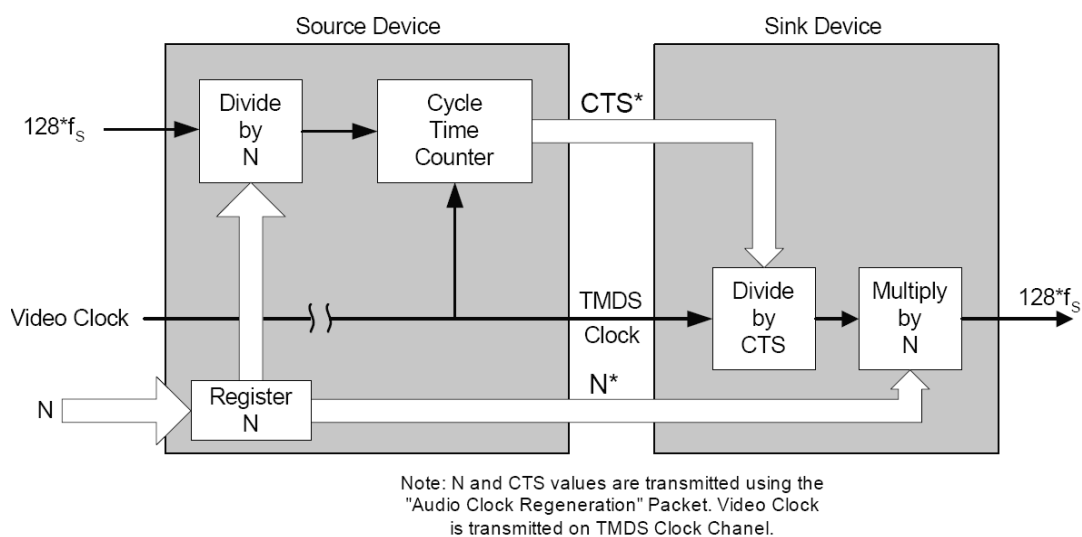 Source Device
Sink Device
128*fS
Divide
by
N
Cycle
Time
Counter
CTS*
Video Clock
TMDS
Clock
Divide
by
CTS
Multiply
by
N
128*fS
N
Register
N
N*
Note: N and CTS values are transmitted using the
"Audio Clock Regeneration" Packet. Video Clock
is transmitted on TMDS Clock Chanel.